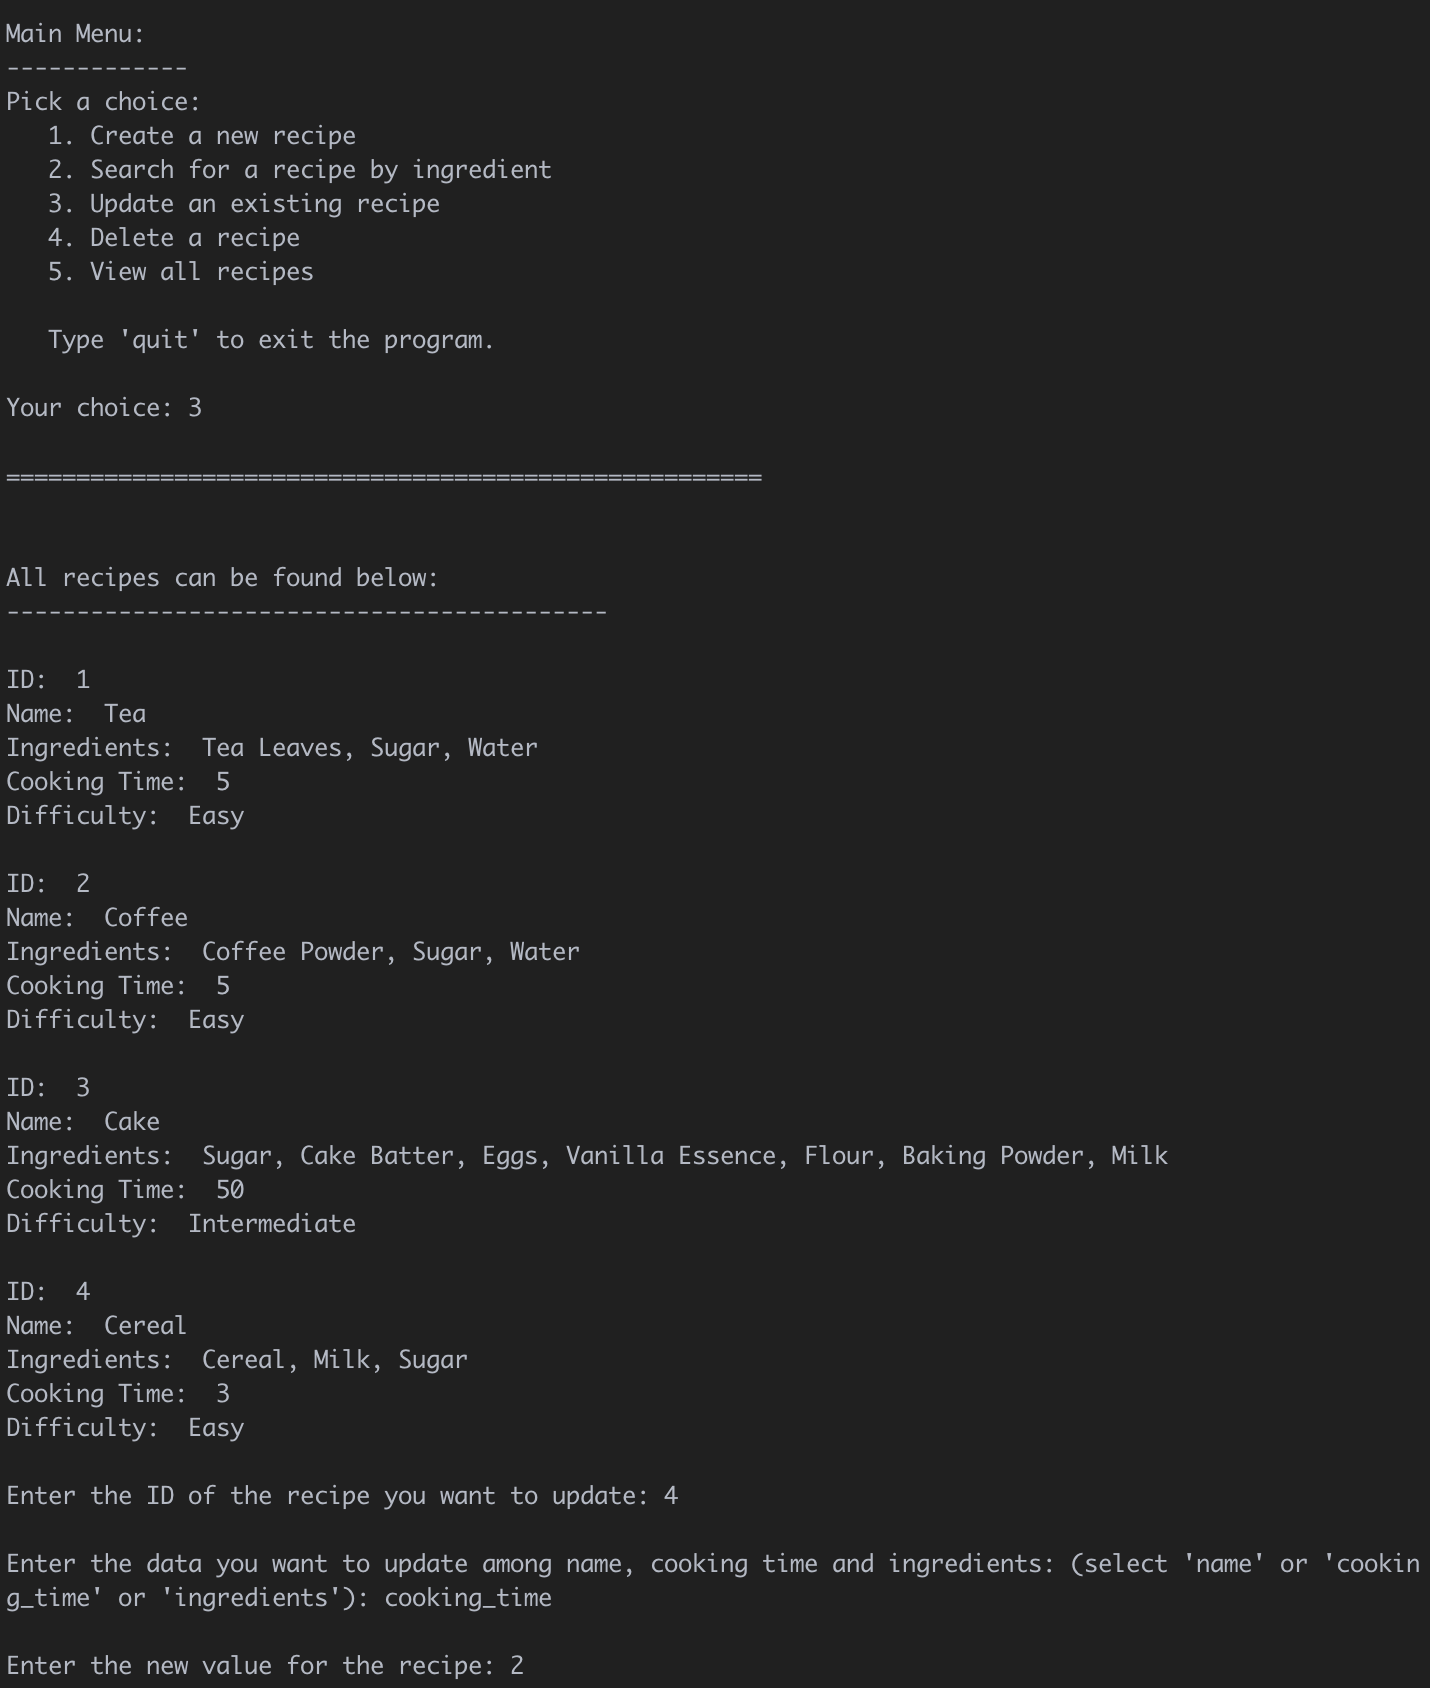 Main Menu:
-------------
Pick a choice:
   1. Create a new recipe
   2. Search for a recipe by ingredient
   3. Update an existing recipe
   4. Delete a recipe
   5. View all recipes

   Type 'quit' to exit the program.

Your choice: 3

======================================================


All recipes can be found below:
-------------------------------------------

ID:  1
Name:  Tea
Ingredients:  Tea Leaves, Sugar, Water
Cooking Time:  5
Difficulty:  Easy

ID:  2
Name:  Coffee
Ingredients:  Coffee Powder, Sugar, Water
Cooking Time:  5
Difficulty:  Easy

ID:  3
Name:  Cake
Ingredients:  Sugar, Cake Batter, Eggs, Vanilla Essence, Flour, Baking Powder, Milk
Cooking Time:  50
Difficulty:  Intermediate

ID:  4
Name:  Cereal
Ingredients:  Cereal, Milk, Sugar
Cooking Time:  3
Difficulty:  Easy

Enter the ID of the recipe you want to update: 4

Enter the data you want to update among name, cooking time and ingredients: (select 'name' or 'cookin
g_time' or 'ingredients'): cooking_time

Enter the new value for the recipe: 2